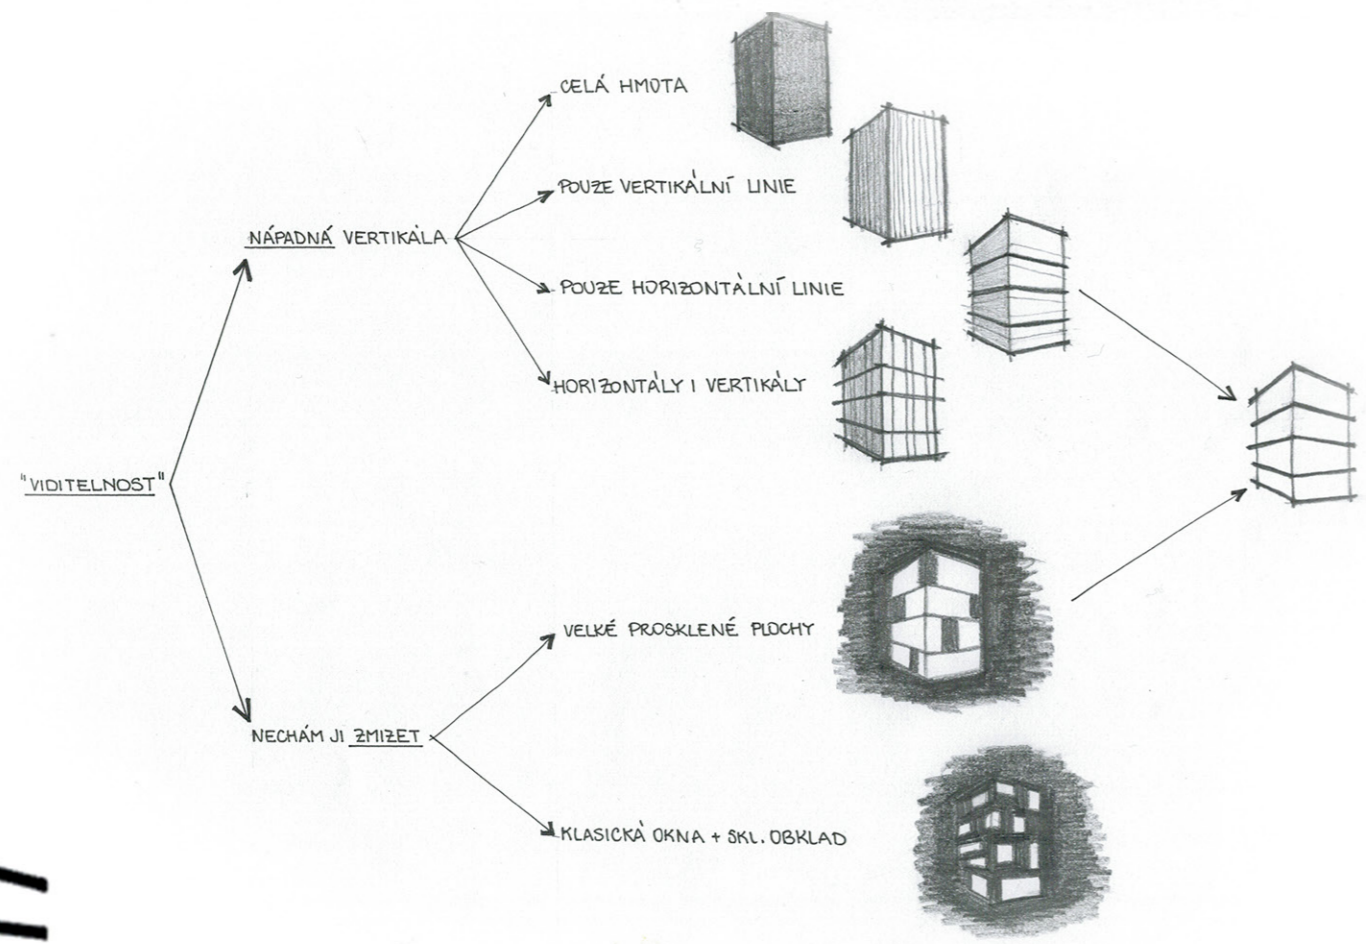 CELÁ HMOTA
POUZE VERTIKÁLNÍ LINIE
NÁPADNÁ VERTIKÁLA
POUZE HORIZONTÁLNÍ LINIE
HORIZONTÁLY I VERTIKÁLY
"VIDITELNOST"
VELKÉ PROSKLENÉ PLOCHY
NECHÁM JI ZMIZET
KLASICKÁ OKNA + SKL. OBKLAD